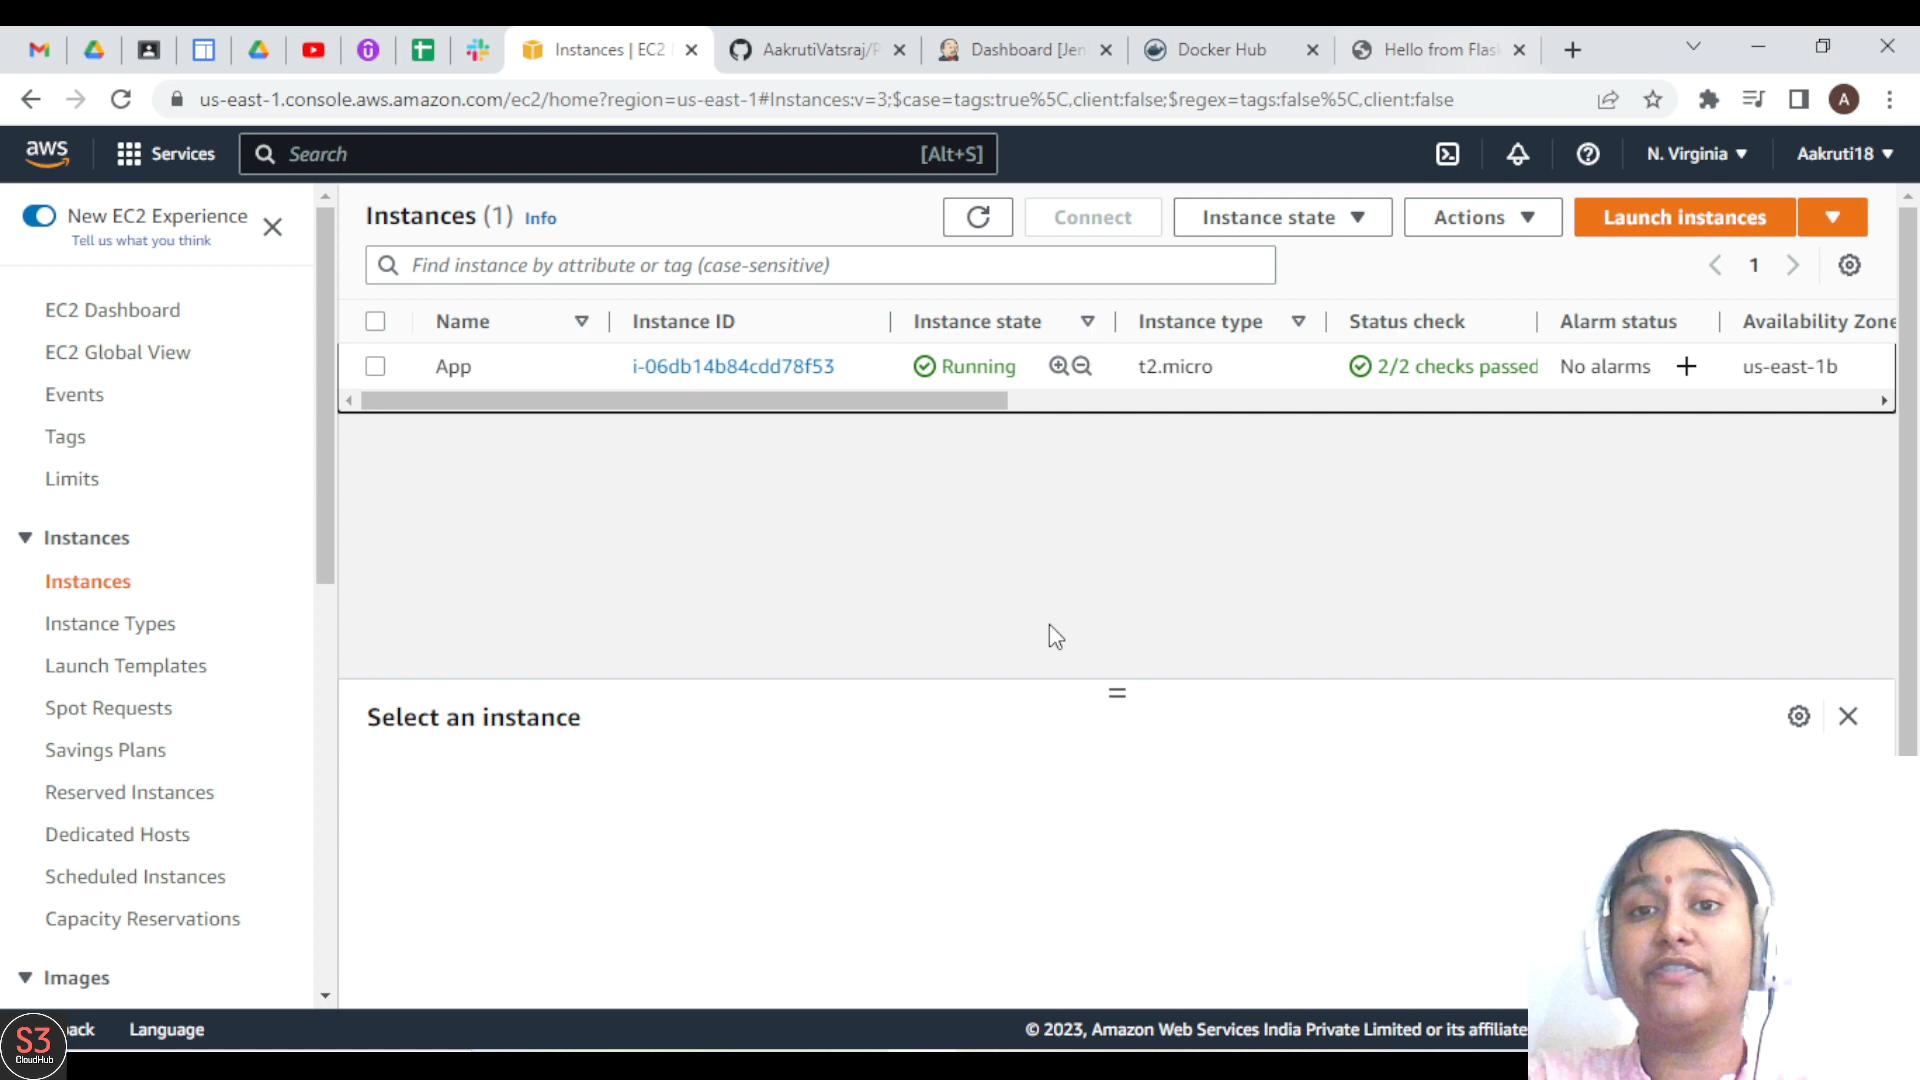 Instances | EC2
AakrutiVatsraj/
Dashboard [Jen
Docker Hub
Hello from Flas
us-east-1.console.aws.amazon.com/ec2/home?region=us-east-1#Instances:v=3;$case=tags:true%5C,client:false;$regex=tags:false%5C,client:false
A
aws
Services
Search
[Alt+S]
N. Virginia
Aakruti18
New EC2 Experience
Tell us what you think
EC2 Dashboard
EC2 Global View
Events
Tags
Limits
Instances
Instances
Instance Types
Launch Templates
Spot Requests
Savings Plans
Reserved Instances
Dedicated Hosts
Scheduled Instances
Capacity Reservations
Images
Instances (1) Info
Connect
Instance state
Actions
Launch instances
Find instance by attribute or tag (case-sensitive)
1
Name Instance ID Instance state Instance type Status check Alarm status Availability Zone
App i-06db14b84cdd78f53 Running t2.micro 2/2 checks passed No alarms us-east-1b
Select an instance
S3
CloudHub
ack
Language
© 2023, Amazon Web Services India Private Limited or its affiliate